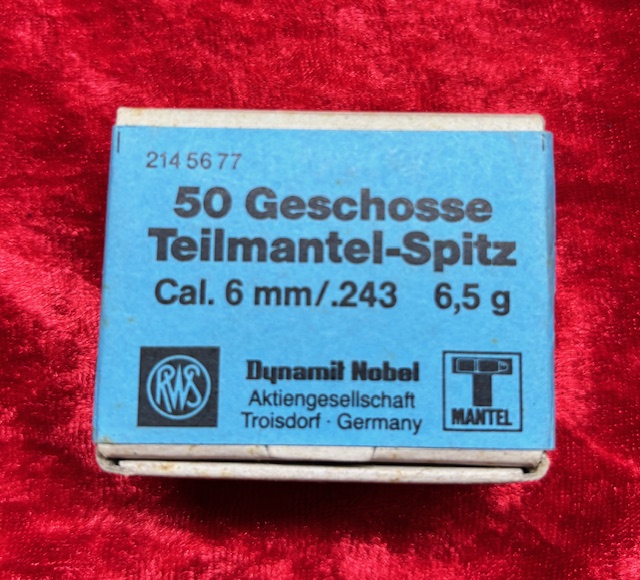 214 56 77
50 Geschosse
Teilmantel-Spitz
Cal. 6 mm/.243 6,5 g
RWS
Dynamit Nobel
Aktiengesellschaft
Troisdorf · Germany
T
MANTEL